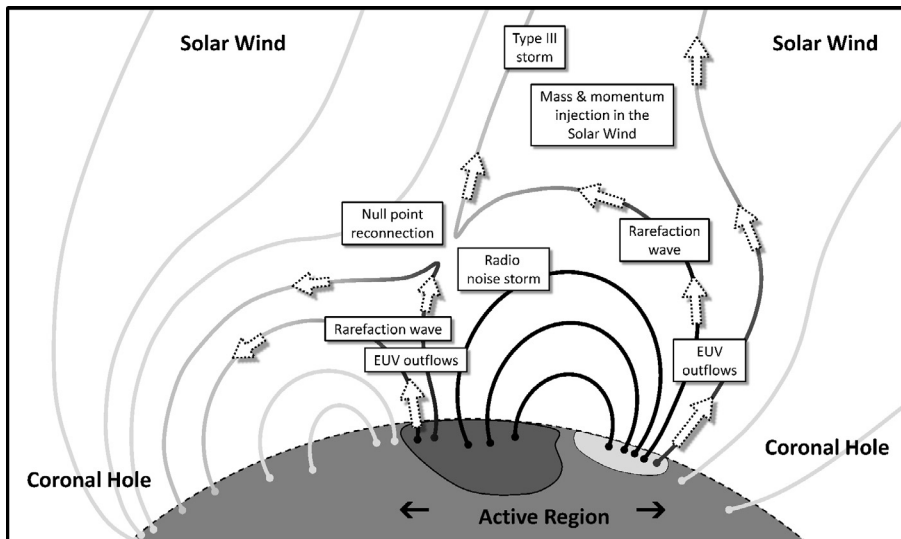 Solar Wind
Type III
storm
Solar Wind
Mass & momentum
injection in the
Solar Wind
Null point
reconnection
Rarefaction
wave
Radio
noise storm
Rarefaction wave
EUV outflows
EUV
outflows
Coronal Hole
Coronal Hole
Active Region